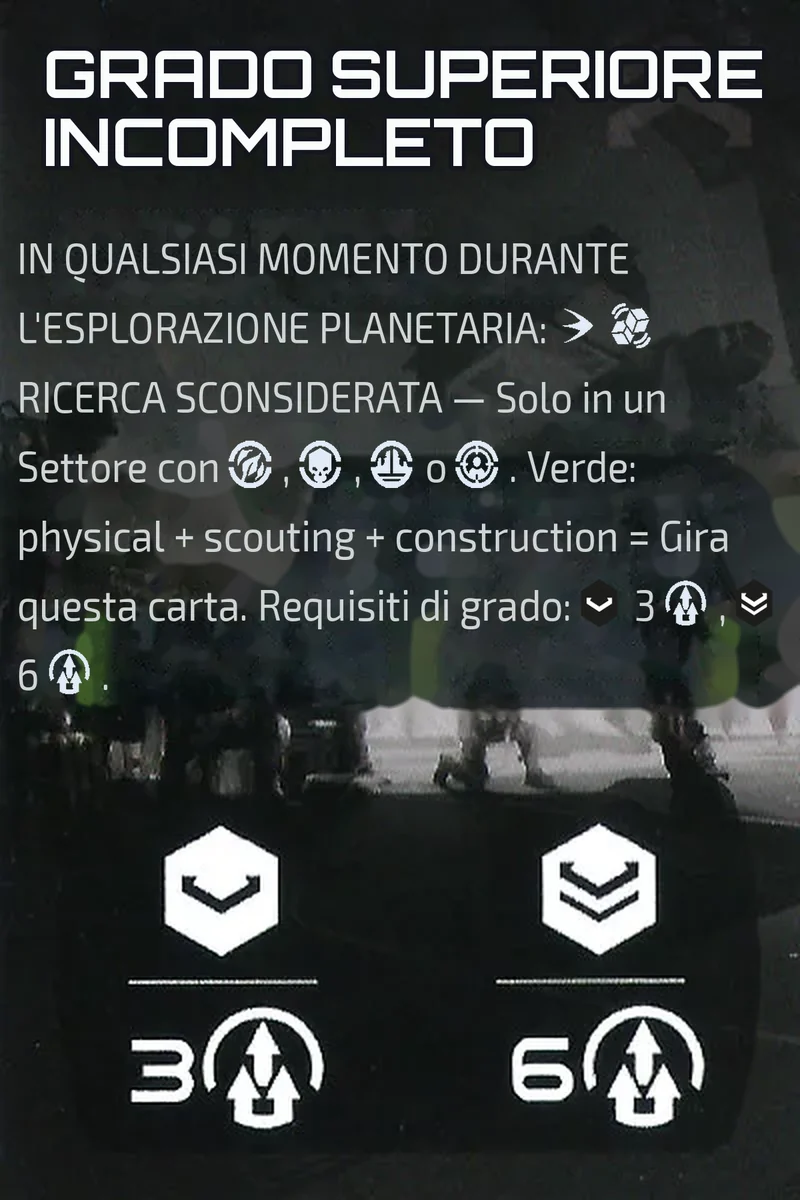 GRADO SUPERIORE
INCOMPLETO
IN QUALSIASI MOMENTO DURANTE
L'ESPLORAZIONE PLANETARIA:
RICERCA SCONSIDERATA — Solo in un
Settore con , , o . Verde:
physical + scouting + construction = Gira
questa carta. Requisiti di grado: 3 ,
6 .
3 6